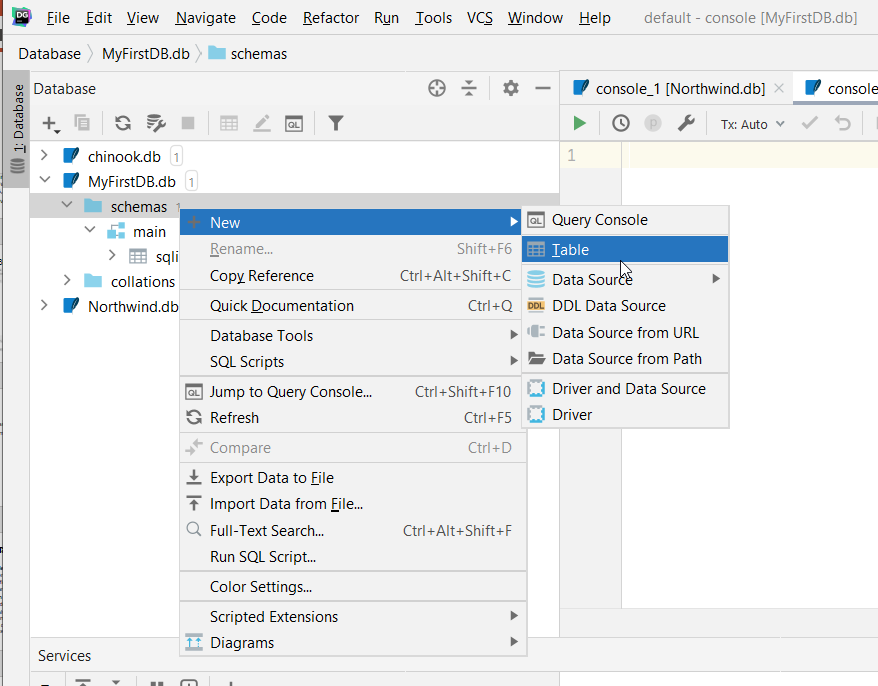 DG File Edit View Navigate Code Refactor Run Tools VCS Window Help default - console [MyFirstDB.db]
Database MyFirstDB.db schemas
1: Database
Database
console_1 [Northwind.db] console
Tx: Auto
1
chinook.db 1
MyFirstDB.db 1
schemas 1
main
sqli
collations
Northwind.db
New
Rename... Shift+F6
Copy Reference Ctrl+Alt+Shift+C
Quick Documentation Ctrl+Q
Database Tools
SQL Scripts
QL Jump to Query Console... Ctrl+Shift+F10
Refresh Ctrl+F5
Compare Ctrl+D
Export Data to File
Import Data from File...
Full-Text Search... Ctrl+Alt+Shift+F
Run SQL Script...
Color Settings...
Scripted Extensions
Diagrams
QL Query Console
Table
Data Source
DDL DDL Data Source
Data Source from URL
Data Source from Path
Driver and Data Source
Driver
Services